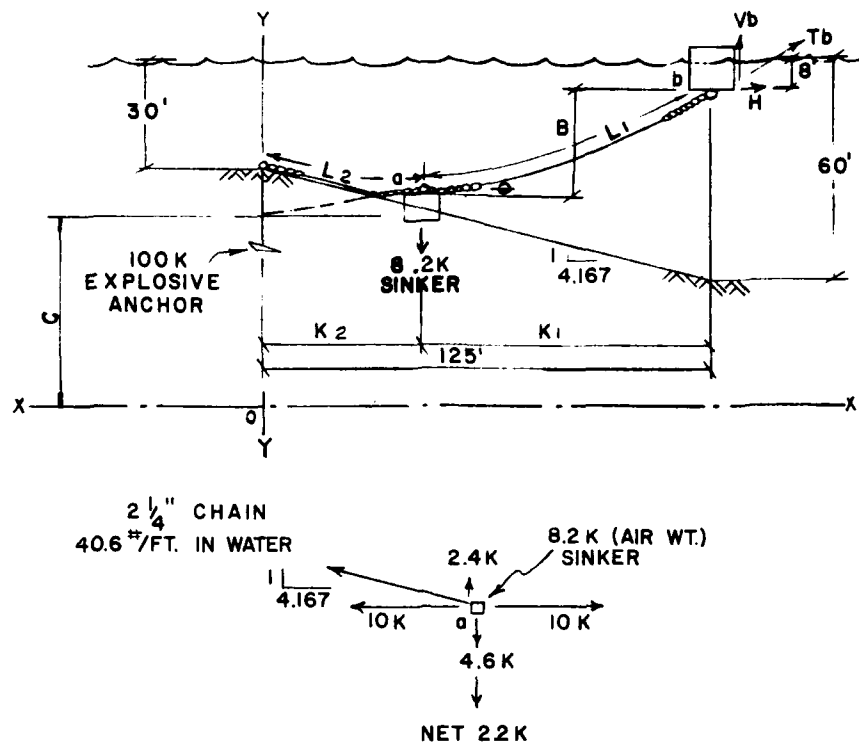 Y
Vb
Tb
8'
b
H
30'
B
L1
L2
a
60'
100K
EXPLOSIVE
ANCHOR
8.2K
SINKER
1
4.167
C
K2
K1
125'
X
O
X
Y
2 1/4" CHAIN
40.6 #/FT. IN WATER
8.2K (AIR WT.)
SINKER
2.4K
1
4.167
10K
a
10K
4.6K
NET 2.2K